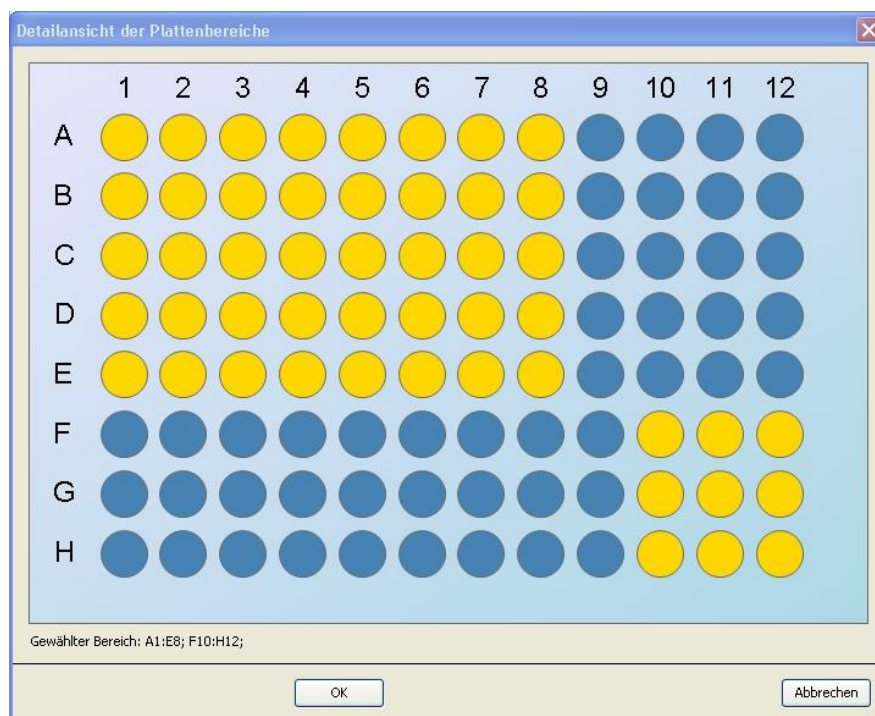 Detailansicht der Plattenbereiche
1 2 3 4 5 6 7 8 9 10 11 12
A
B
C
D
E
F
G
H
Gewählter Bereich: A1:E8; F10:H12;
OK Abbrechen